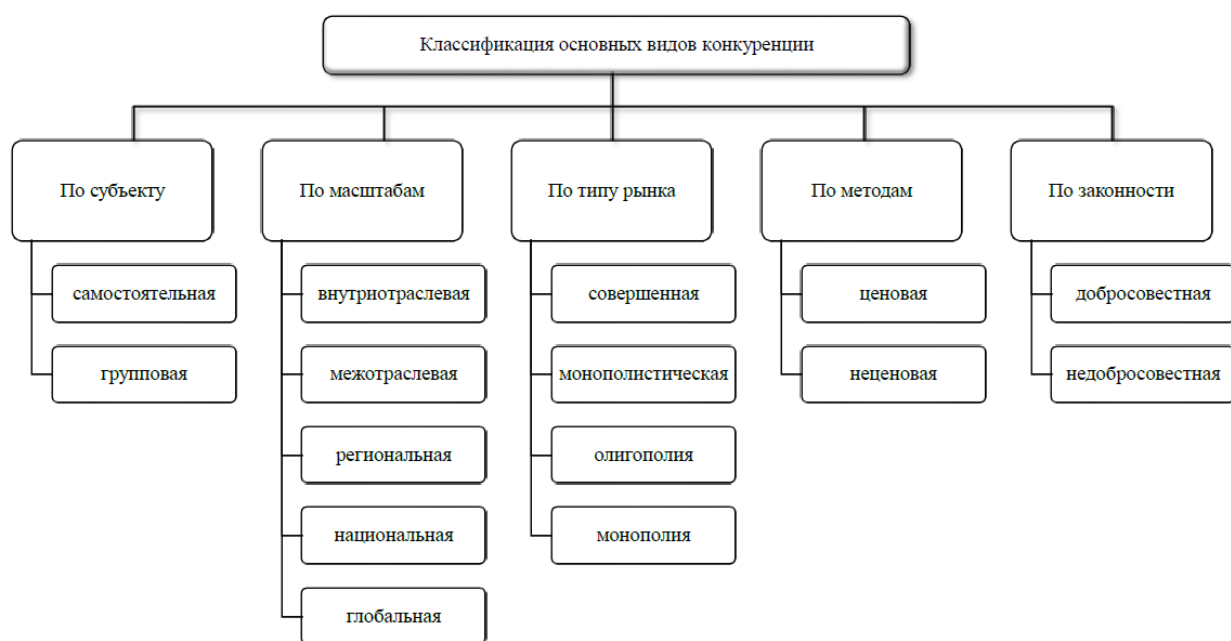 Классификация основных видов конкуренции
По субъекту
самостоятельная
групповая
По масштабам
внутриотраслевая
межотраслевая
региональная
национальная
глобальная
По типу рынка
совершенная
монополистическая
олигополия
монополия
По методам
ценовая
неценовая
По законности
добросовестная
недобросовестная